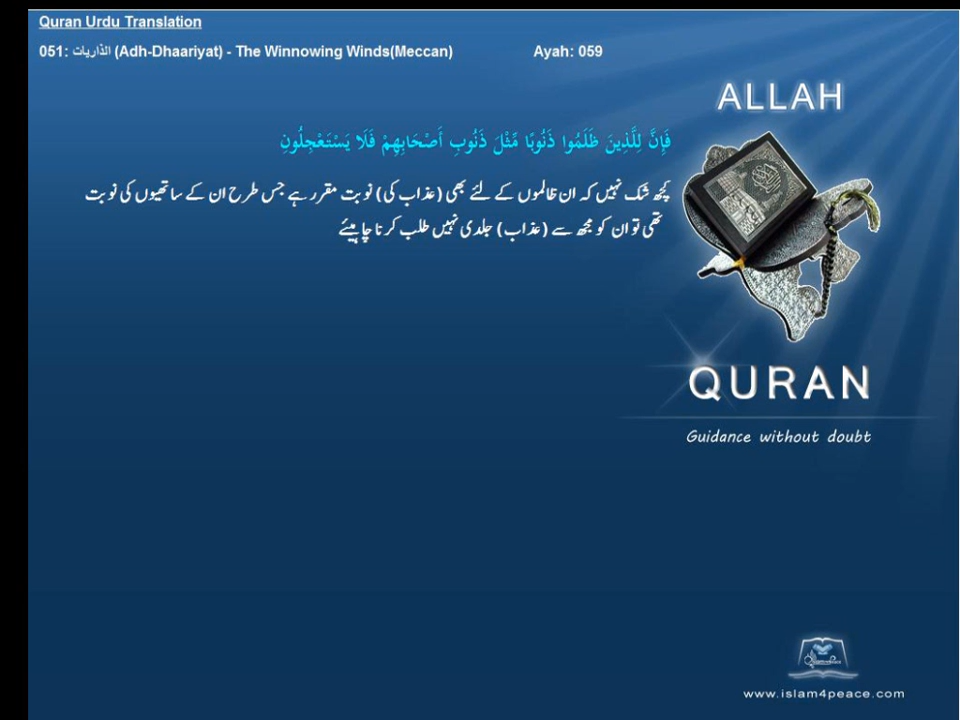 Quran Urdu Translation
051: الذّاريات (Adh-Dhaariyat) - The Winnowing Winds(Meccan) Ayah: 059
ALLAH
فَإِنَّ لِلَّذِينَ ظَلَمُوا ذَنُوبًا مِّثْلَ ذَنُوبِ أَصْحَابِهِمْ فَلَا يَسْتَعْجِلُونِ
کچھ شک نہیں کہ ان ظالموں کے لئے بھی (عذاب کی) نوبت مقرر ہے جس طرح ان کے ساتھیوں کی نوبت
تھی تو ان کو مجھ سے (عذاب) جلدی نہیں طلب کرنا چاہیئے
QURAN
Guidance without doubt
www.islam4peace.com